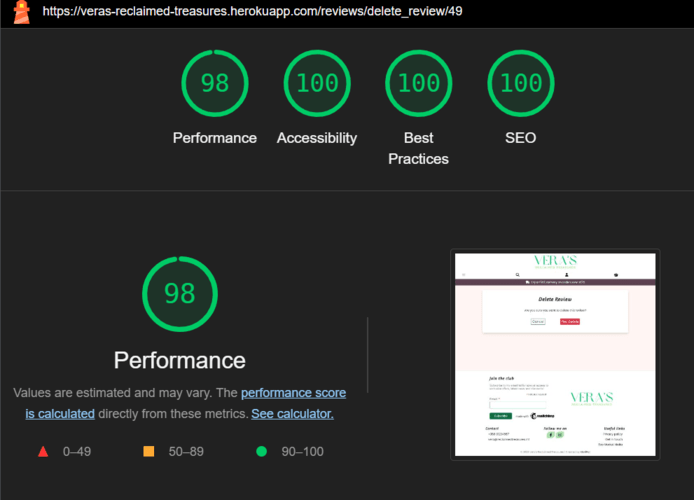 https://veras-reclaimed-treasures.herokuapp.com/reviews/delete_review/49
98 100 100 100
Performance Accessibility Best Practices SEO
98
Performance
Values are estimated and may vary. The performance score
is calculated directly from these metrics. See calculator.
0–49 50–89 90–100
VERA'S
Delete Review
Join the club
VERA'S
mailchimp
Contact Follow me on Useful links